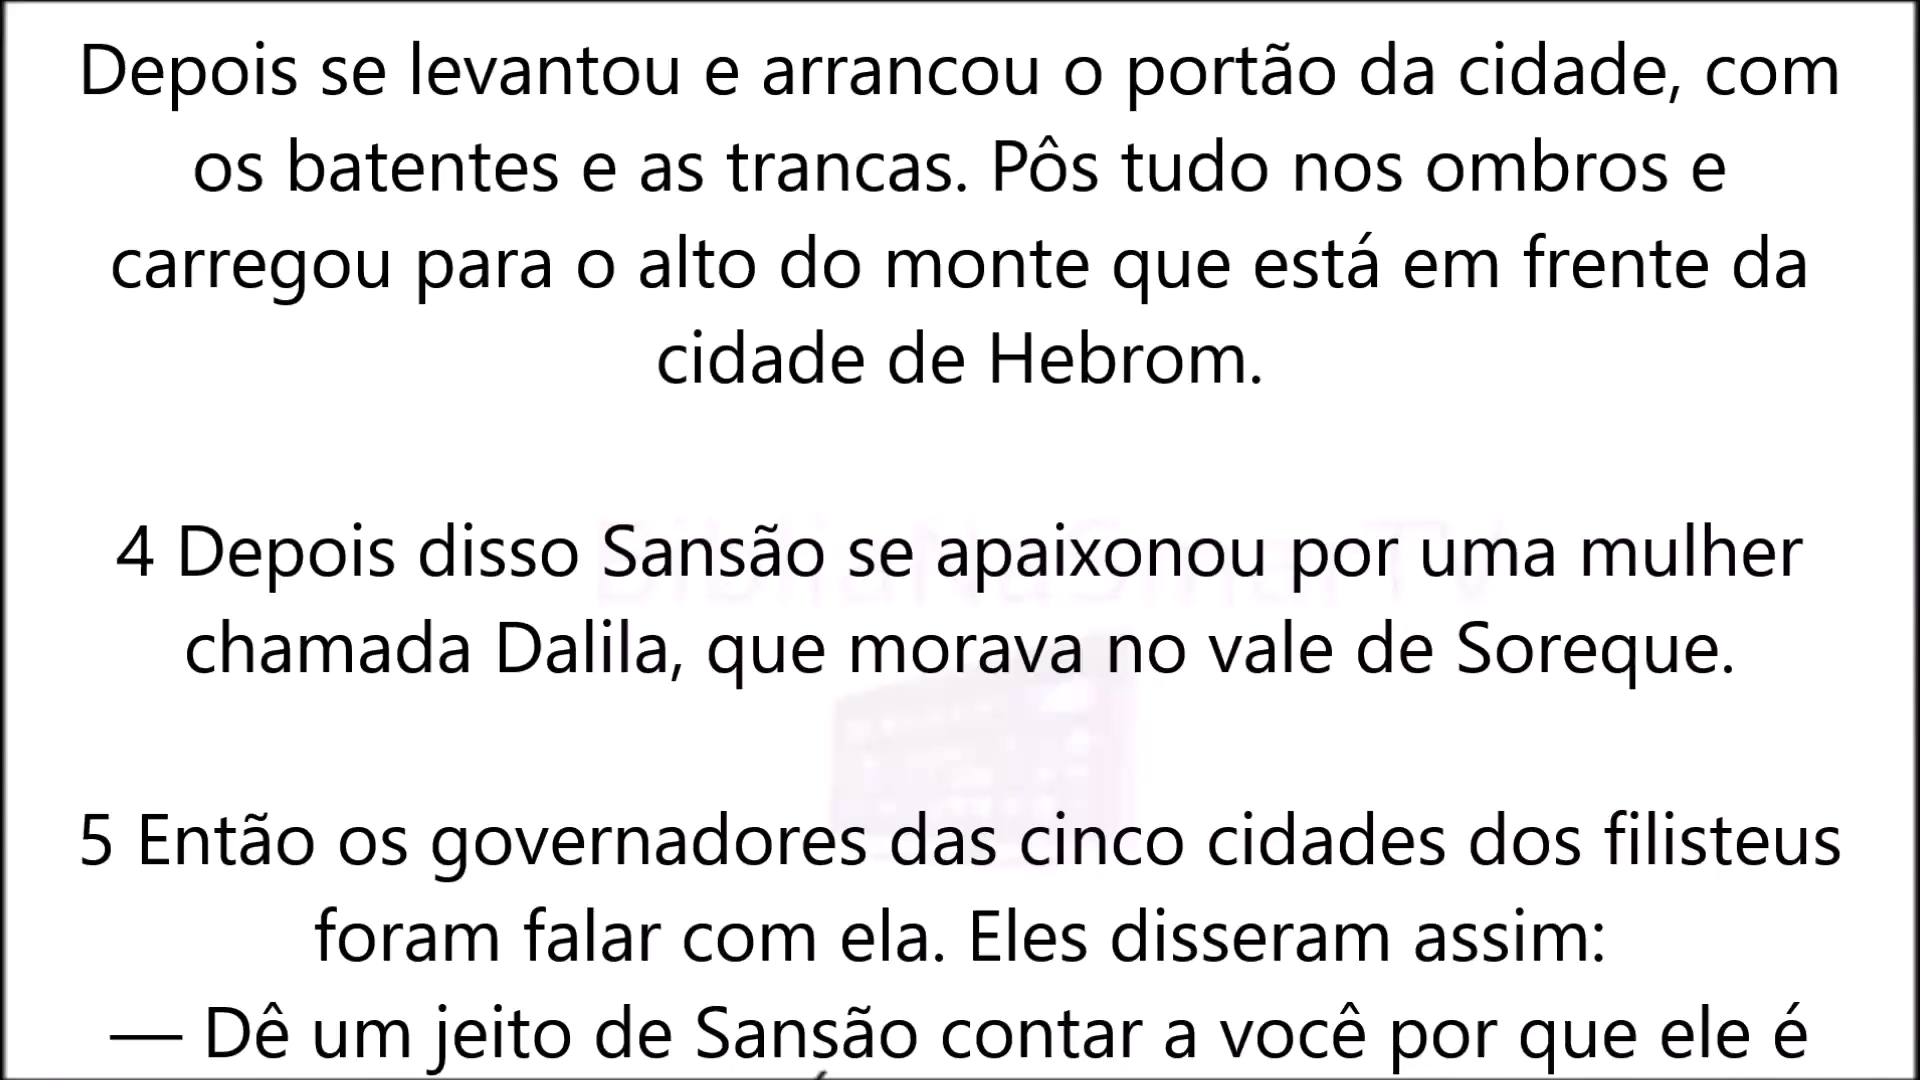 Depois se levantou e arrancou o portão da cidade, com
os batentes e as trancas. Pôs tudo nos ombros e
carregou para o alto do monte que está em frente da
cidade de Hebrom.
4 Depois disso Sansão se apaixonou por uma mulher
chamada Dalila, que morava no vale de Soreque.
5 Então os governadores das cinco cidades dos filisteus
foram falar com ela. Eles disseram assim:
— Dê um jeito de Sansão contar a você por que ele é